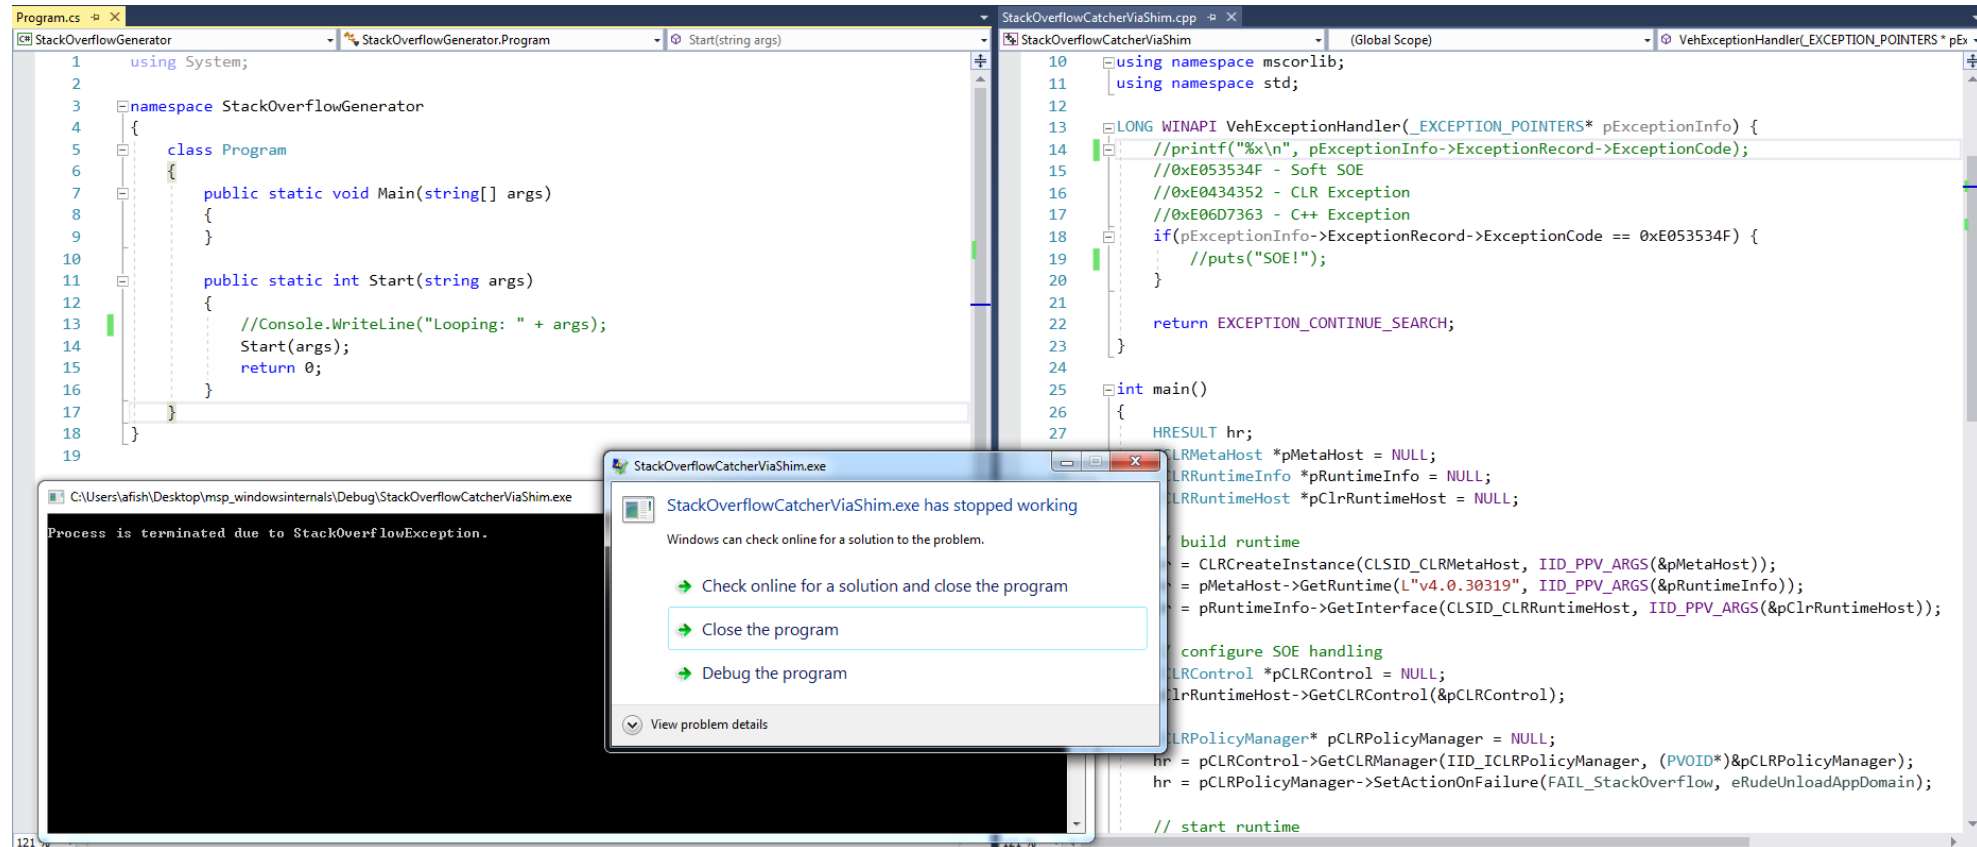 Program.cs
C# StackOverflowGenerator
StackOverflowGenerator.Program
Start(string args)
1 using System;
2
3 namespace StackOverflowGenerator
4 {
5 class Program
6 {
7 public static void Main(string[] args)
8 {
9 }
10
11 public static int Start(string args)
12 {
13 //Console.WriteLine("Looping: " + args);
14 Start(args);
15 return 0;
16 }
17 }
18 }
19
121 %
StackOverflowCatcherViaShim.cpp
StackOverflowCatcherViaShim
(Global Scope)
VehExceptionHandler(_EXCEPTION_POINTERS * pEx
10 using namespace mscorlib;
11 using namespace std;
12
13 LONG WINAPI VehExceptionHandler(_EXCEPTION_POINTERS* pExceptionInfo) {
14 //printf("%x\n", pExceptionInfo->ExceptionRecord->ExceptionCode);
15 //0xE053534F - Soft SOE
16 //0xE0434352 - CLR Exception
17 //0xE06D7363 - C++ Exception
18 if(pExceptionInfo->ExceptionRecord->ExceptionCode == 0xE053534F) {
19 //puts("SOE!");
20 }
21
22 return EXCEPTION_CONTINUE_SEARCH;
23 }
24
25 int main()
26 {
27 HRESULT hr;
CLRMetaHost *pMetaHost = NULL;
CLRRuntimeInfo *pRuntimeInfo = NULL;
CLRRuntimeHost *pClrRuntimeHost = NULL;
build runtime
= CLRCreateInstance(CLSID_CLRMetaHost, IID_PPV_ARGS(&pMetaHost));
= pMetaHost->GetRuntime(L"v4.0.30319", IID_PPV_ARGS(&pRuntimeInfo));
= pRuntimeInfo->GetInterface(CLSID_CLRRuntimeHost, IID_PPV_ARGS(&pClrRuntimeHost));
configure SOE handling
CLRControl *pCLRControl = NULL;
ClrRuntimeHost->GetCLRControl(&pCLRControl);
CLRPolicyManager* pCLRPolicyManager = NULL;
hr = pCLRControl->GetCLRManager(IID_ICLRPolicyManager, (PVOID*)&pCLRPolicyManager);
hr = pCLRPolicyManager->SetActionOnFailure(FAIL_StackOverflow, eRudeUnloadAppDomain);
// start runtime
C:\Users\afish\Desktop\msp_windowsinternals\Debug\StackOverflowCatcherViaShim.exe
Process is terminated due to StackOverflowException.
StackOverflowCatcherViaShim.exe
StackOverflowCatcherViaShim.exe has stopped working
Windows can check online for a solution to the problem.
Check online for a solution and close the program
Close the program
Debug the program
View problem details